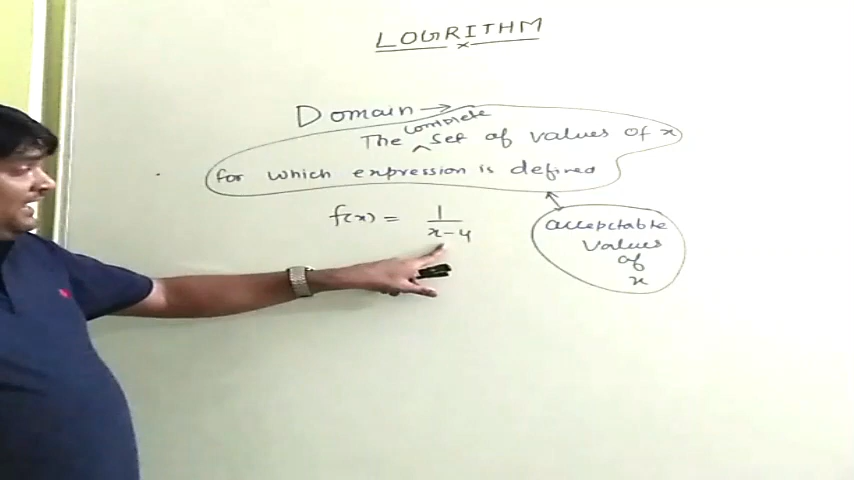 LOGRITHM
Domain →
complete
The ^ set of values of x
for which expression is defined
f(x) = 1/(x-4)
acceptable
values
of
x